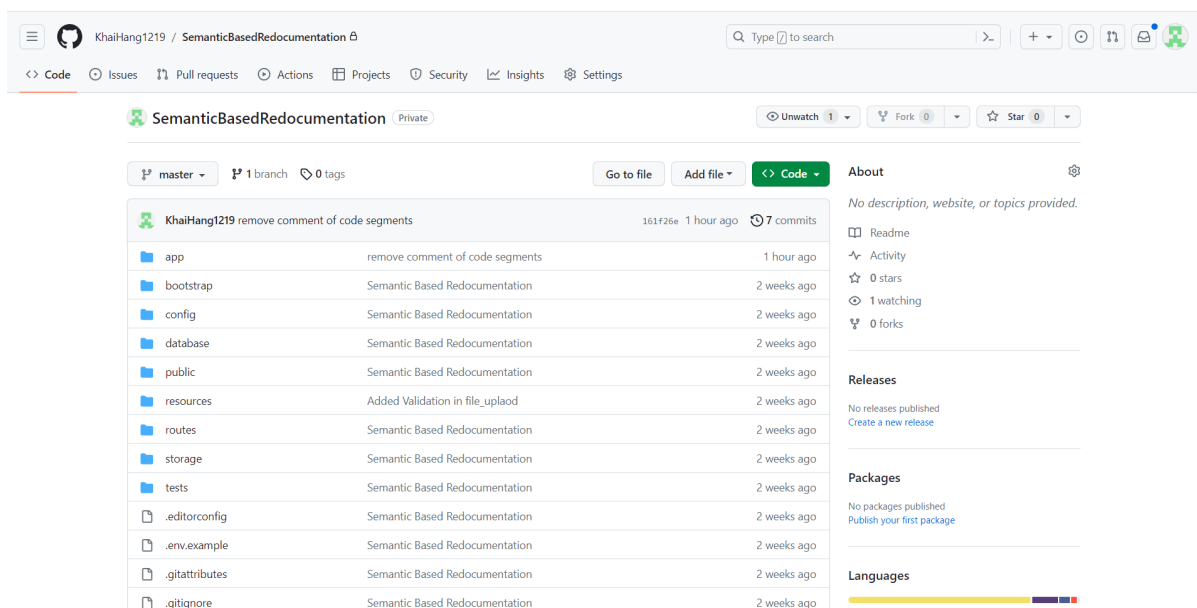 KhaiHang1219 / SemanticBasedRedocumentation
Type / to search
Code
Issues
Pull requests
Actions
Projects
Security
Insights
Settings
SemanticBasedRedocumentation Private
Unwatch 1
Fork 0
Star 0
master
1 branch
0 tags
Go to file
Add file
Code
KhaiHang1219 remove comment of code segments 161f26e 1 hour ago 7 commits
app remove comment of code segments 1 hour ago
bootstrap Semantic Based Redocumentation 2 weeks ago
config Semantic Based Redocumentation 2 weeks ago
database Semantic Based Redocumentation 2 weeks ago
public Semantic Based Redocumentation 2 weeks ago
resources Added Validation in file_uplaod 2 weeks ago
routes Semantic Based Redocumentation 2 weeks ago
storage Semantic Based Redocumentation 2 weeks ago
tests Semantic Based Redocumentation 2 weeks ago
.editorconfig Semantic Based Redocumentation 2 weeks ago
.env.example Semantic Based Redocumentation 2 weeks ago
.gitattributes Semantic Based Redocumentation 2 weeks ago
.gitignore Semantic Based Redocumentation 2 weeks ago
About
No description, website, or topics provided.
Readme
Activity
0 stars
1 watching
0 forks
Releases
No releases published
Create a new release
Packages
No packages published
Publish your first package
Languages